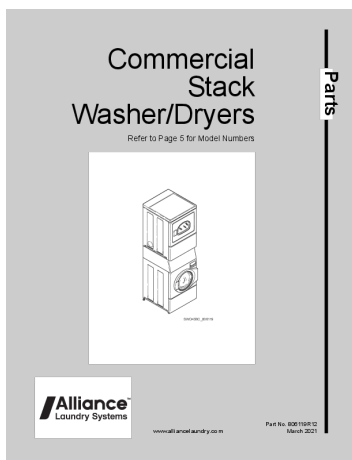 Commercial
Stack
Washer/Dryers
Refer to Page 5 for Model Numbers
Parts
Alliance™
Laundry Systems
www.alliancelaundry.com
Part No. 806119R12
March 2021